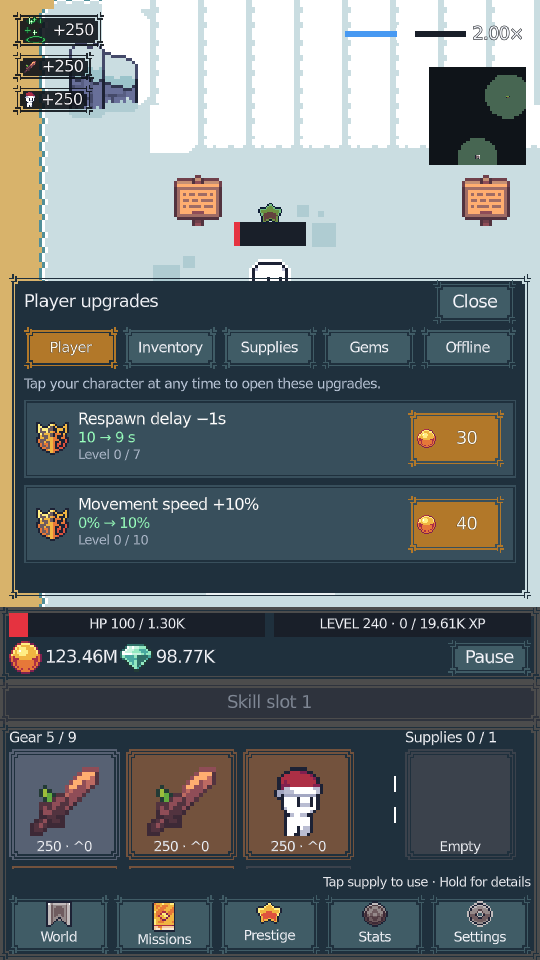 +250
2.00×
+250
+250
Player upgrades
Close
Player
Inventory
Supplies
Gems
Offline
Tap your character at any time to open these upgrades.
Respawn delay −1s
10 → 9 s
Level 0 / 7
30
Movement speed +10%
0% → 10%
Level 0 / 10
40
HP 100 / 1.30K
LEVEL 240 · 0 / 19.61K XP
123.46M
98.77K
Pause
Skill slot 1
Gear 5 / 9
Supplies 0 / 1
250 · ^0
250 · ^0
250 · ^0
Empty
Tap supply to use · Hold for details
World
Missions
Prestige
Stats
Settings